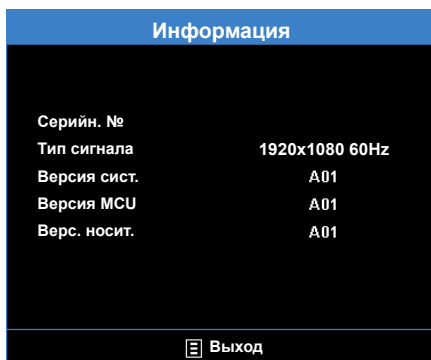 Информация
Серийн. №
Тип сигнала 1920x1080 60Hz
Версия сист. A01
Версия MCU A01
Верс. носит. A01
Выход